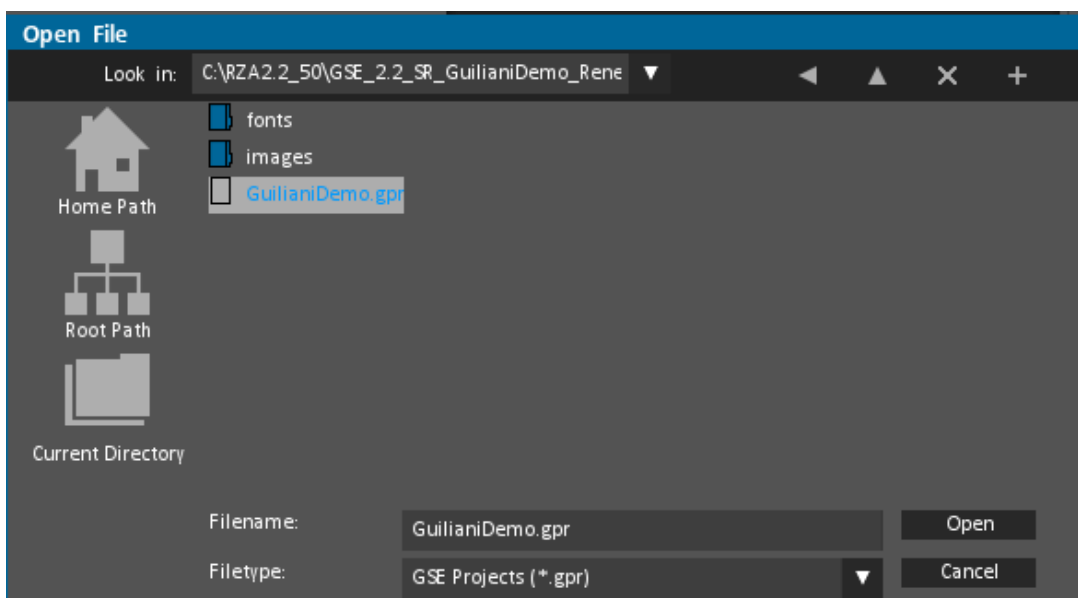 Open File
Look in: C:\RZA2.2_50\GSE_2.2_SR_GuilianiDemo_Rene
fonts
images
GuilianiDemo.gpr
Home Path
Root Path
Current Directory
Filename: GuilianiDemo.gpr Open
Filetype: GSE Projects (*.gpr) Cancel